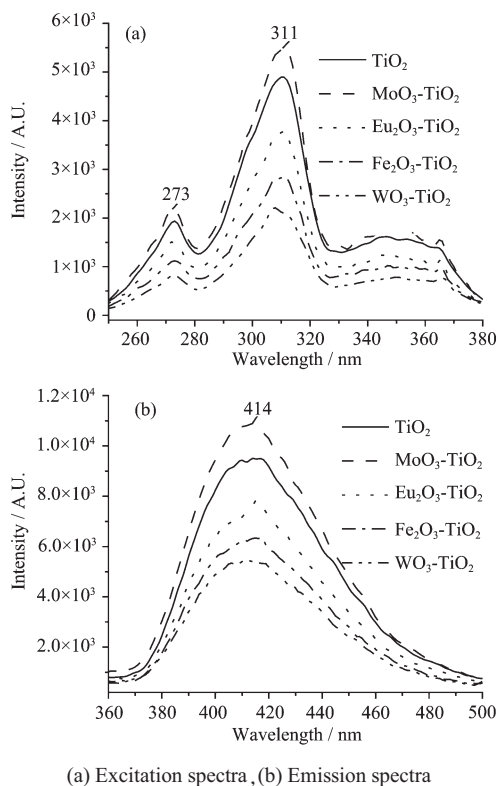 (a)
311
273
TiO₂
MoO₃-TiO₂
Eu₂O₃-TiO₂
Fe₂O₃-TiO₂
WO₃-TiO₂
6×10³
5×10³
4×10³
3×10³
2×10³
1×10³
0
Intensity / A.U.
260 280 300 320 340 360 380
Wavelength / nm
(b)
414
TiO₂
MoO₃-TiO₂
Eu₂O₃-TiO₂
Fe₂O₃-TiO₂
WO₃-TiO₂
1.2×10⁴
1.0×10⁴
8.0×10³
6.0×10³
4.0×10³
2.0×10³
Intensity / A.U.
360 380 400 420 440 460 480 500
Wavelength / nm
(a) Excitation spectra , (b) Emission spectra